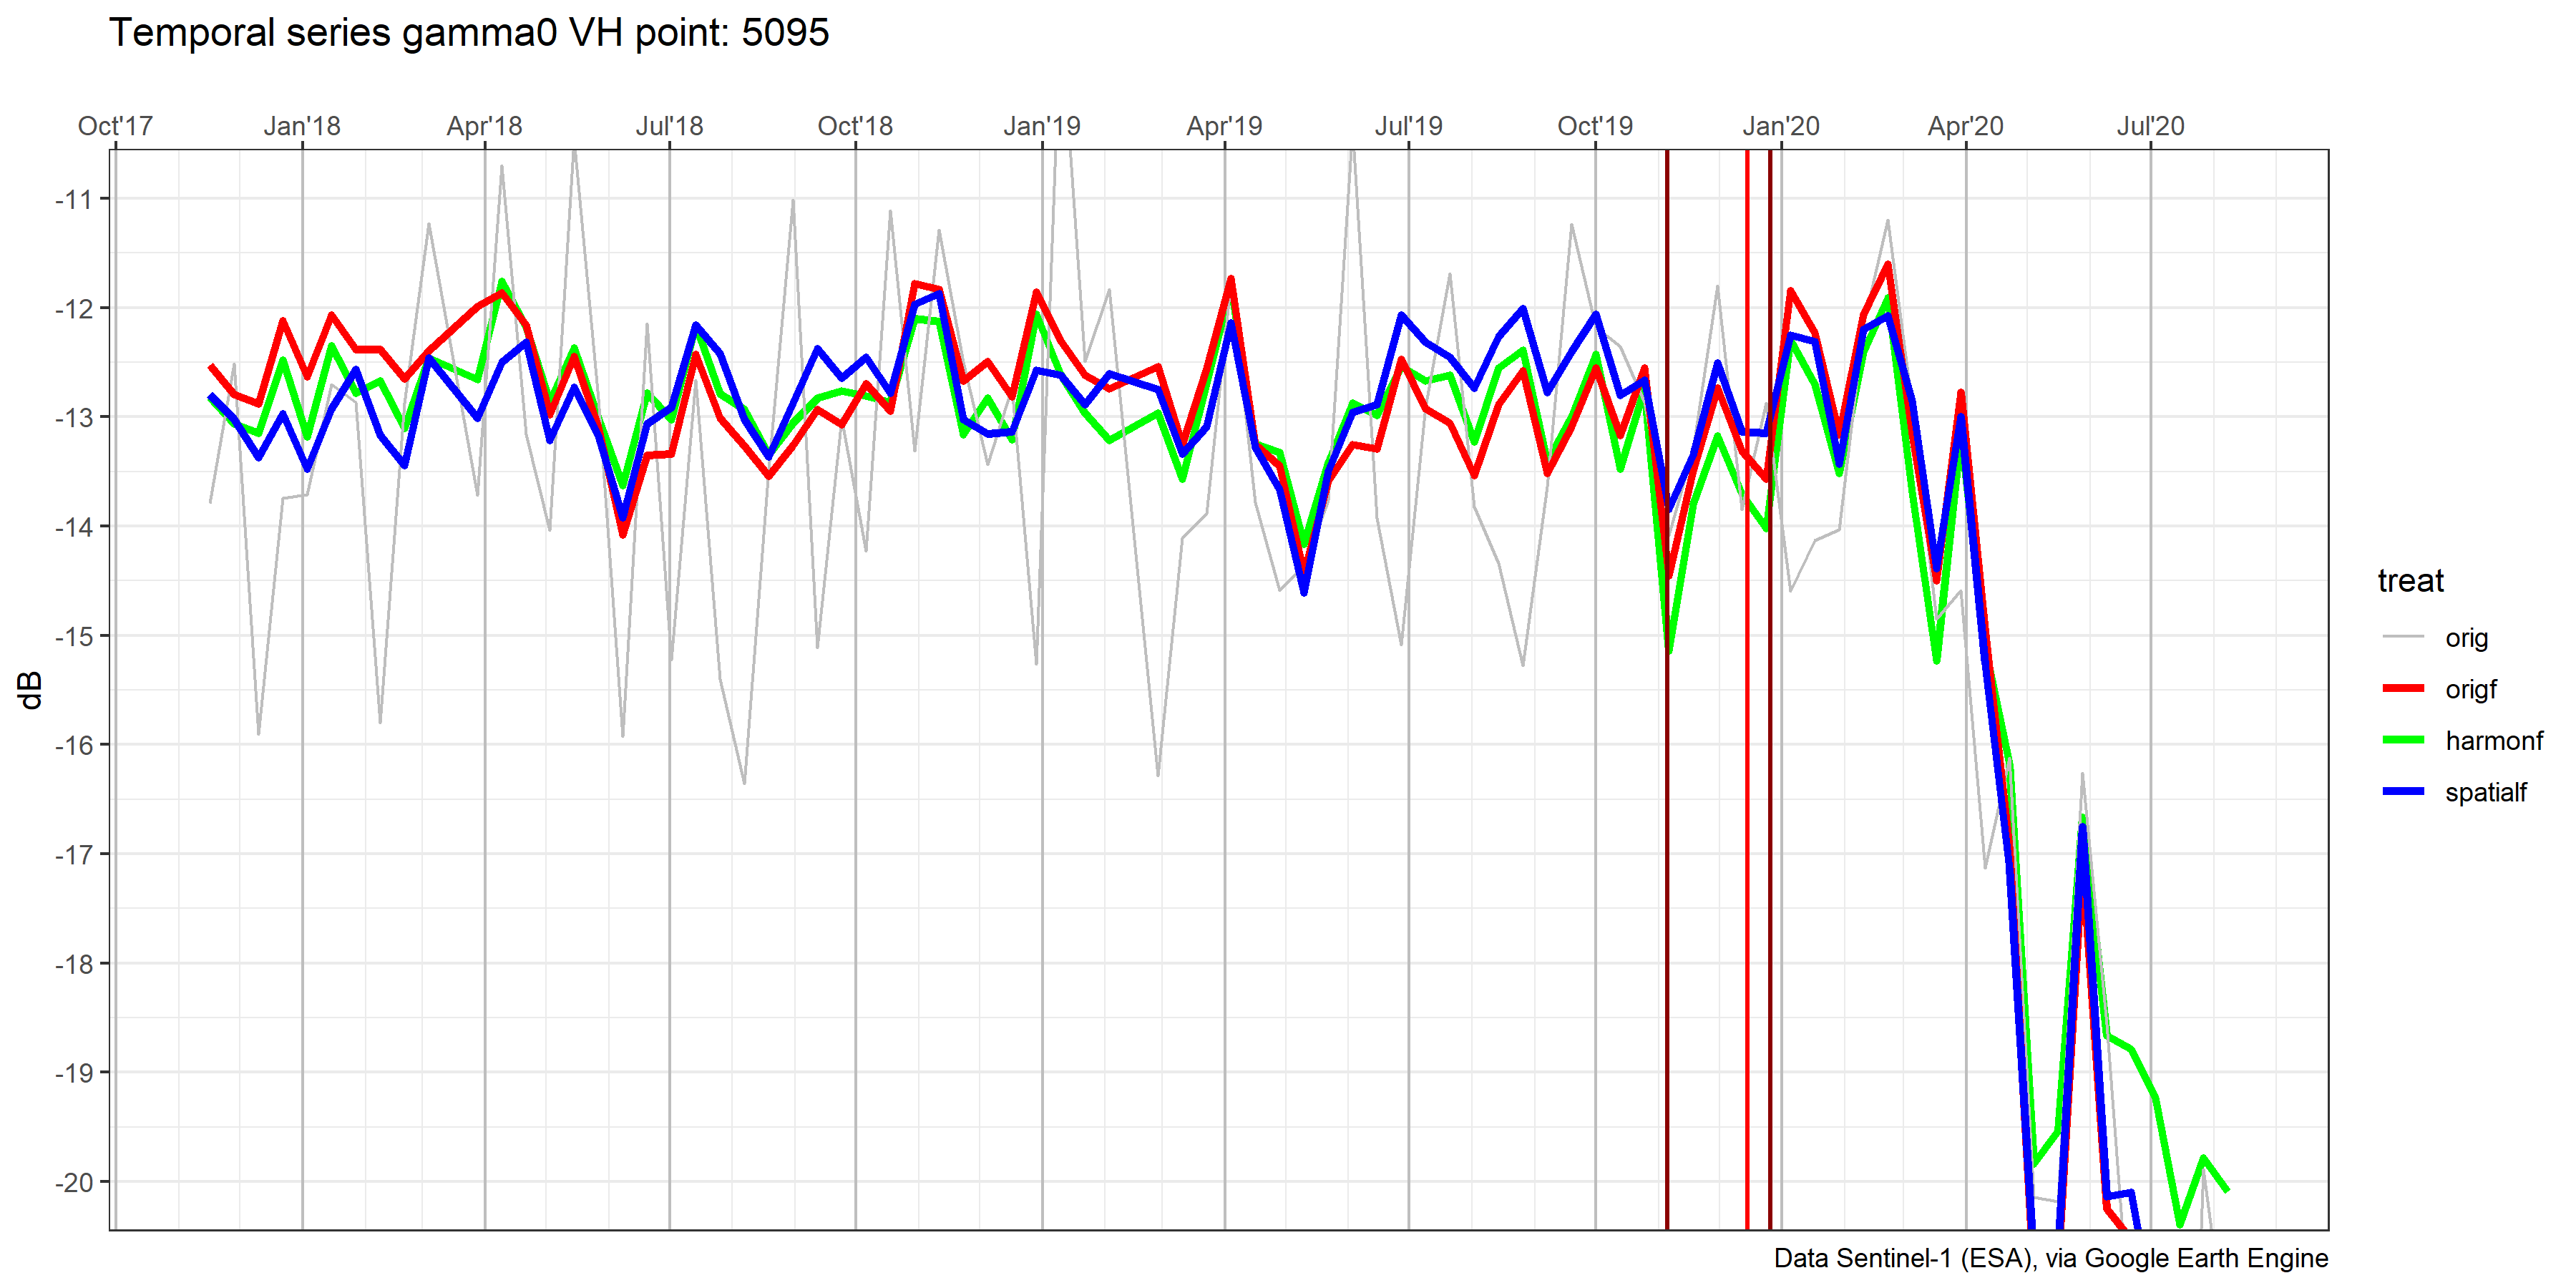 Temporal series gamma0 VH point: 5095
Oct'17 Jan'18 Apr'18 Jul'18 Oct'18 Jan'19 Apr'19 Jul'19 Oct'19 Jan'20 Apr'20 Jul'20
-11
-12
-13
-14
-15
-16
-17
-18
-19
-20
dB
treat
orig
origf
harmonf
spatialf
Data Sentinel-1 (ESA), via Google Earth Engine